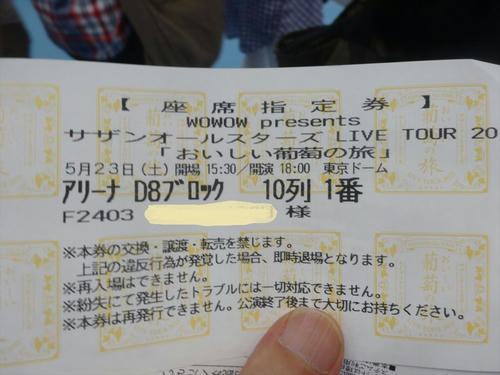 【座席指定券】
WOWOW presents
サザンオールスターズ LIVE TOUR 20
「おいしい葡萄の旅」
5月23日(土) 開場 15:30/開演 18:00 東京ドーム
アリーナ D8ブロック 10列 1番
F2403 様
※本券の交換・譲渡・転売を禁じます。
上記の違反行為が発覚した場合、即時退場となります。
※再入場はできません。
※紛失にて発生したトラブルには一切対応できません。
※本券は再発行できません。公演終了後まで大切にお持ちください。